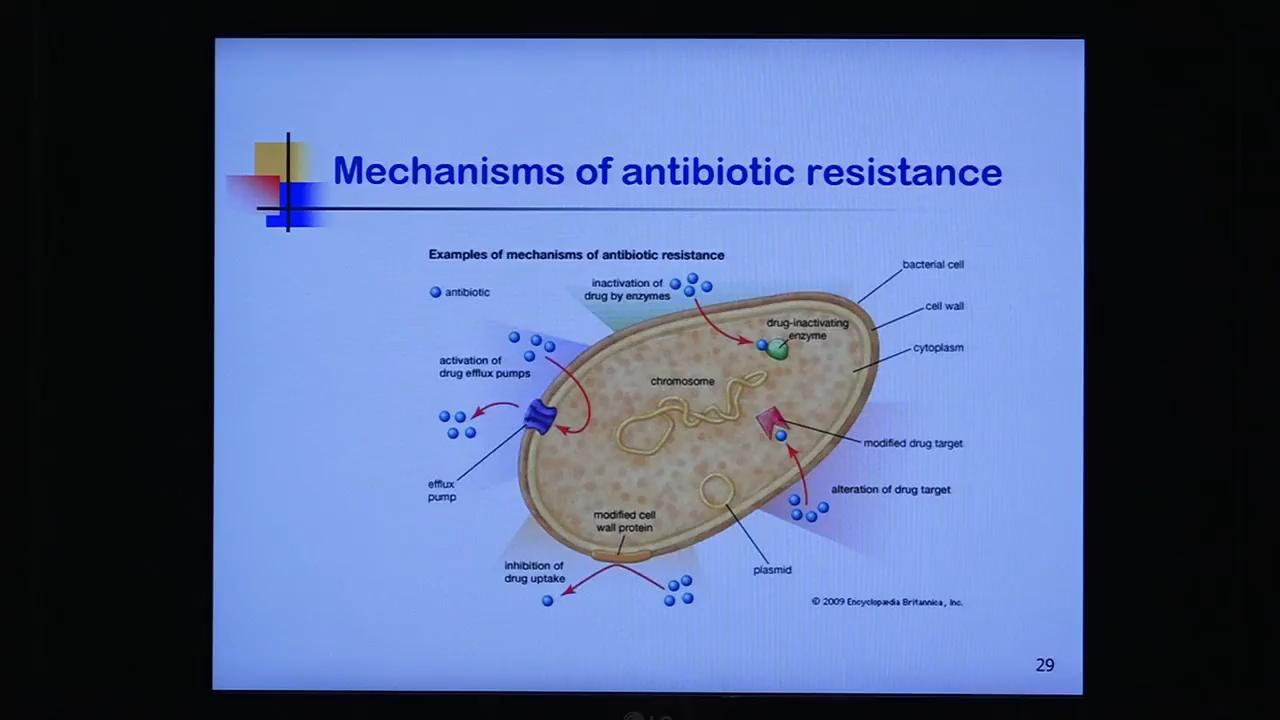 Mechanisms of antibiotic resistance
Examples of mechanisms of antibiotic resistance
antibiotic
inactivation of
drug by enzymes
bacterial cell
cell wall
drug-inactivating
enzyme
cytoplasm
activation of
drug efflux pumps
chromosome
modified drug target
efflux
pump
alteration of drug target
modified cell
wall protein
inhibition of
drug uptake
plasmid
© 2009 Encyclopædia Britannica, Inc.
29
LG